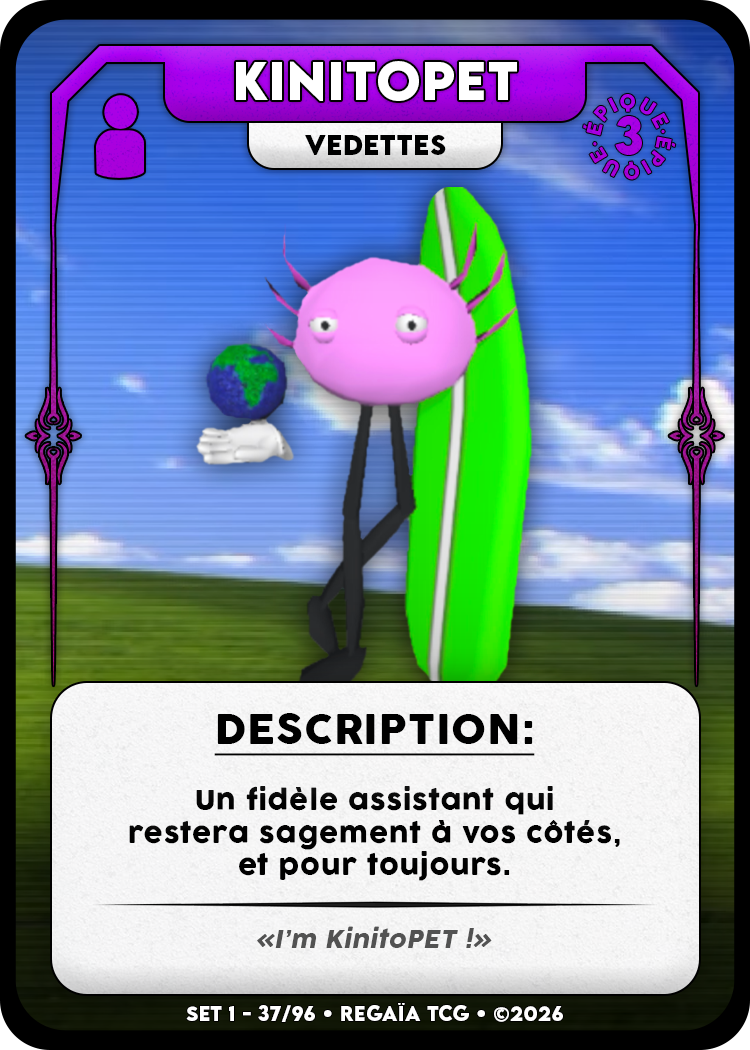 KINITOPET
VEDETTES
ÉPIQUE · ÉPIQUE ·
3
DESCRIPTION:
Un fidèle assistant qui
restera sagement à vos côtés,
et pour toujours.
«I'm KinitoPET !»
SET 1 - 37/96 • REGAÏA TCG • ©2026